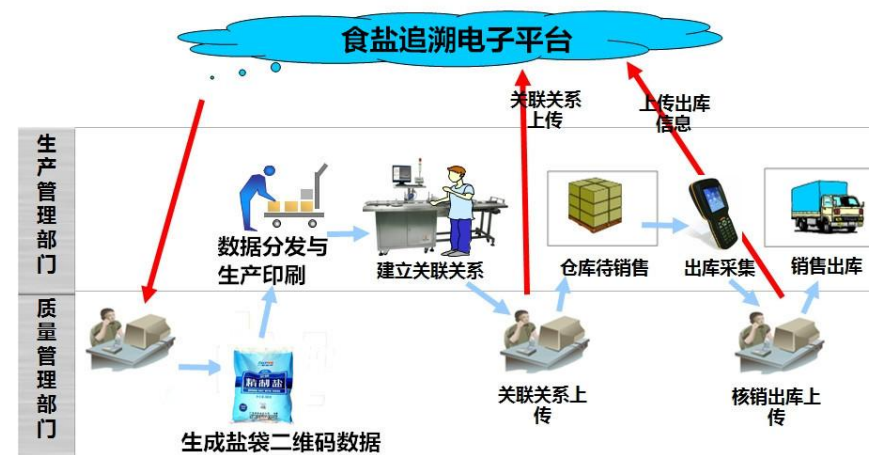 食盐追溯电子平台
关联关系
上传
上传出库
信息
生产管理部门
数据分发与
生产印刷
建立关联关系
仓库待销售
出库采集
销售出库
质量管理部门
精制盐
生成盐袋二维码数据
关联关系上
传
核销出库上
传